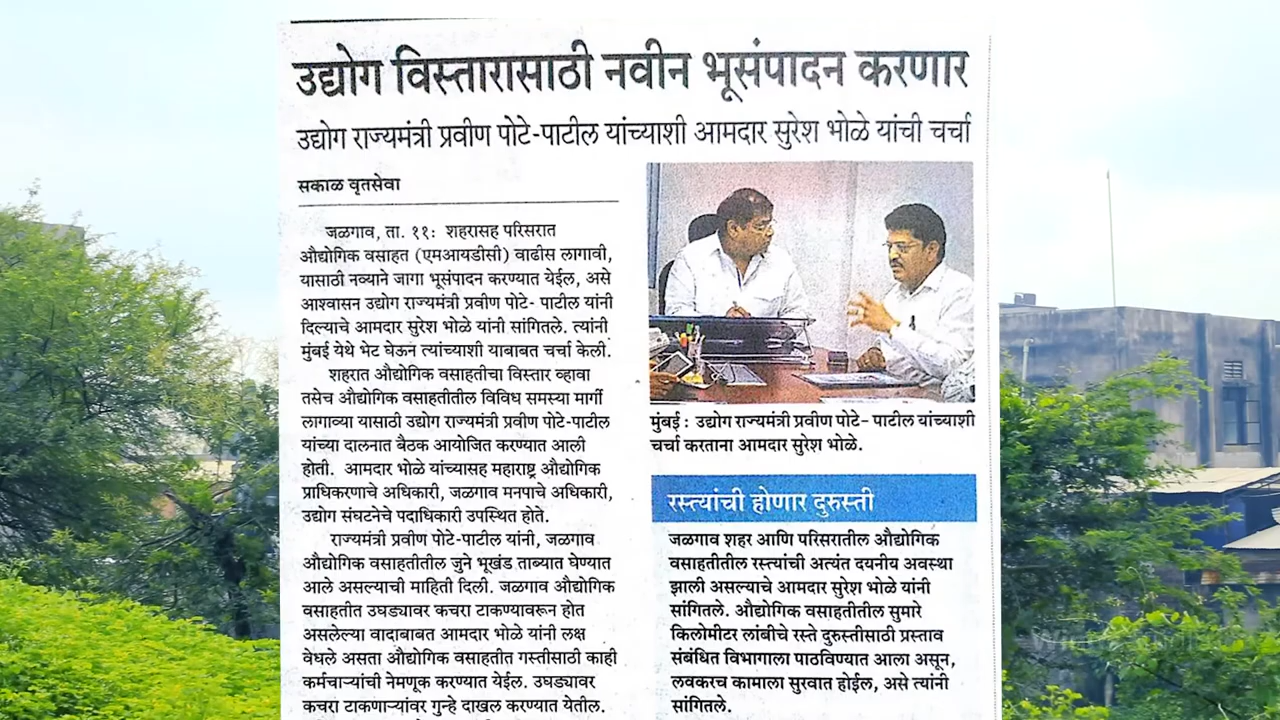 उद्योग विस्तारासाठी नवीन भूसंपादन करणार
उद्योग राज्यमंत्री प्रवीण पोटे-पाटील यांच्याशी आमदार सुरेश भोळे यांची चर्चा
सकाळ वृतसेवा
जळगाव, ता. ११: शहरासह परिसरात
औद्योगिक वसाहत (एमआयडीसी) वाढीस लागावी,
यासाठी नव्याने जागा भूसंपादन करण्यात येईल, असे
आश्वासन उद्योग राज्यमंत्री प्रवीण पोटे- पाटील यांनी
दिल्याचे आमदार सुरेश भोळे यांनी सांगितले. त्यांनी
मुंबई येथे भेट घेऊन त्यांच्याशी याबाबत चर्चा केली.
शहरात औद्योगिक वसाहतीचा विस्तार व्हावा
तसेच औद्योगिक वसाहतीतील विविध समस्या मार्गी
लागाव्या यासाठी उद्योग राज्यमंत्री प्रवीण पोटे-पाटील
यांच्या दालनात बैठक आयोजित करण्यात आली
होती. आमदार भोळे यांच्यासह महाराष्ट्र औद्योगिक
प्राधिकरणाचे अधिकारी, जळगाव मनपाचे अधिकारी,
उद्योग संघटनेचे पदाधिकारी उपस्थित होते.
राज्यमंत्री प्रवीण पोटे-पाटील यांनी, जळगाव
औद्योगिक वसाहतीतील जुने भूखंड ताब्यात घेण्यात
आले असल्याची माहिती दिली. जळगाव औद्योगिक
वसाहतीत उघड्यावर कचरा टाकण्यावरून होत
असलेल्या वादाबाबत आमदार भोळे यांनी लक्ष
वेधले असता औद्योगिक वसाहतीत गस्तीसाठी काही
कर्मचाऱ्यांची नेमणूक करण्यात येईल. उघड्यावर
कचरा टाकणाऱ्यांवर गुन्हे दाखल करण्यात येतील.
मुंबई : उद्योग राज्यमंत्री प्रवीण पोटे- पाटील यांच्याशी
चर्चा करताना आमदार सुरेश भोळे.
रस्त्यांची होणार दुरुस्ती
जळगाव शहर आणि परिसरातील औद्योगिक
वसाहतीतील रस्त्यांची अत्यंत दयनीय अवस्था
झाली असल्याचे आमदार सुरेश भोळे यांनी
सांगितले. औद्योगिक वसाहतीतील सुमारे
किलोमीटर लांबीचे रस्ते दुरुस्तीसाठी प्रस्ताव
संबंधित विभागाला पाठविण्यात आला असून,
लवकरच कामाला सुरवात होईल, असे त्यांनी
सांगितले.